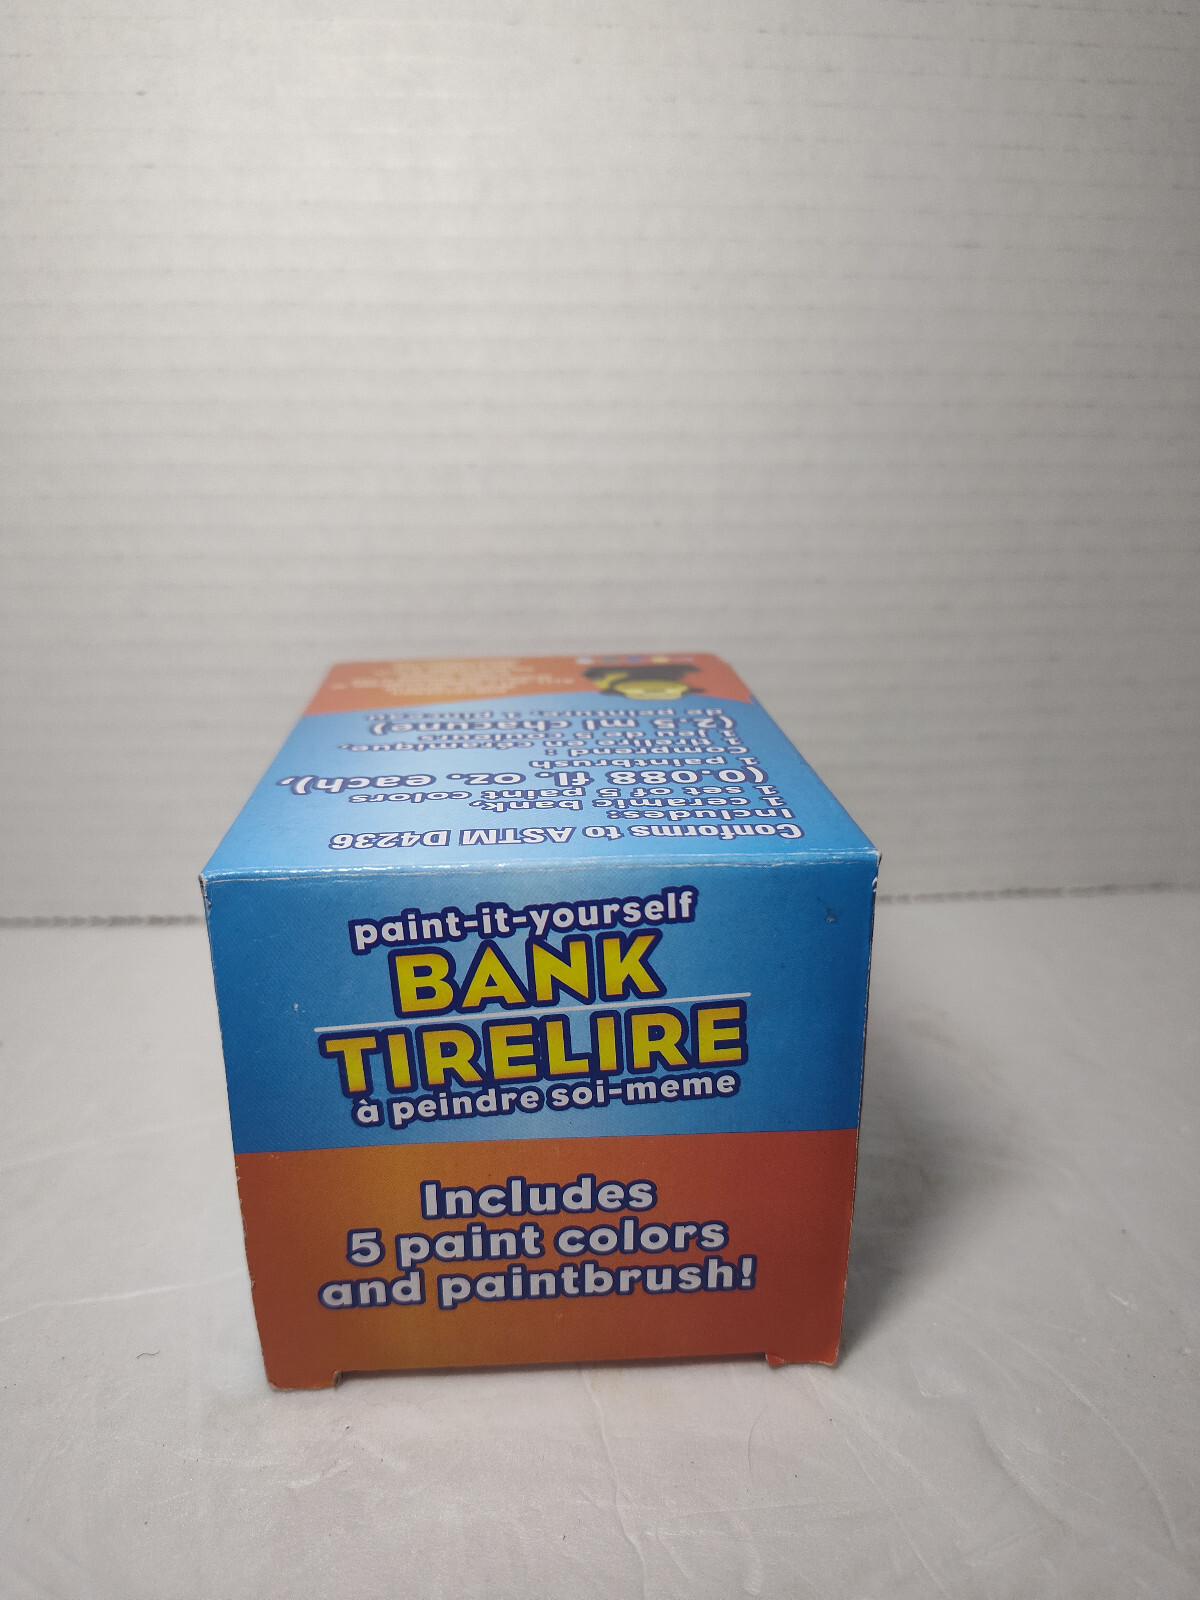 paint-it-yourself
BANK
TIRELIRE
à peindre soi-meme
Includes
5 paint colors
and paintbrush!
Conforms to ASTM D4236
Includes:
1 ceramic bank,
1 set of 5 paint colors
(0.088 fl. oz. each),
1 paintbrush
Comprend :
1 tirelire en céramique,
1 jeu de 5 couleurs
(2,5 ml chacune)
de peinture, 1 pinceau